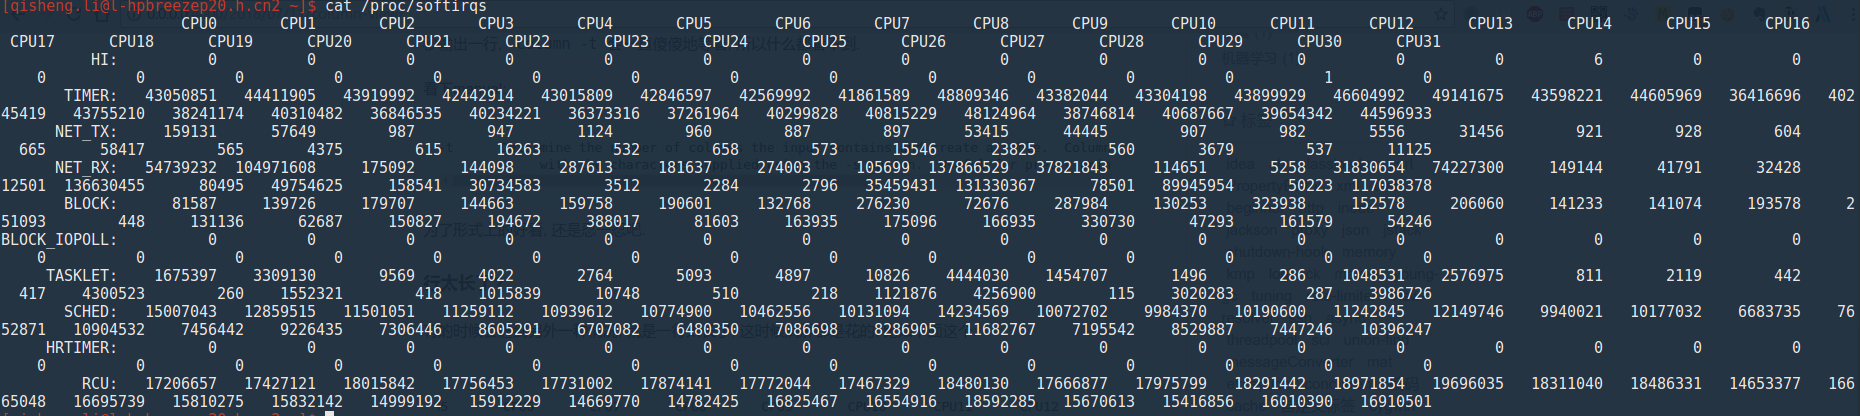 [qisheng.li@l-hpbreezep20.h.cn2 ~]$ cat /proc/softirqs
CPU0 CPU1 CPU2 CPU3 CPU4 CPU5 CPU6 CPU7 CPU8 CPU9 CPU10 CPU11 CPU12 CPU13 CPU14 CPU15 CPU16
CPU17 CPU18 CPU19 CPU20 CPU21 CPU22 CPU23 CPU24 CPU25 CPU26 CPU27 CPU28 CPU29 CPU30 CPU31
HI: 0 0 0 0 0 0 0 0 0 0 0 0 0 0 6 0 0
0 0 0 0 0 0 0 0 0 0 0 0 0 1 0
TIMER: 43050851 44411905 43919992 42442914 43015809 42846597 42569992 41861589 48809346 43382044 43304198 43899929 46604992 49141675 43598221 44605969 36416696 402
45419 43755210 38241174 40310482 36846535 40234221 36373316 37261964 40299828 40815229 48124964 38746814 40687667 39654342 44596933
NET_TX: 159131 57649 987 947 1124 960 887 897 53415 44445 907 982 5556 31456 921 928 604
665 58417 565 4375 615 16263 532 658 573 15546 23825 560 3679 537 11125
NET_RX: 54739232 104971608 175092 144098 287613 181637 274003 105699 137866529 37821843 114651 5258 31830654 74227300 149144 41791 32428
12501 136630455 80495 49754625 158541 30734583 3512 2284 2796 35459431 131330367 78501 89945954 50223 117038378
BLOCK: 81587 139726 179707 144663 159758 190601 132768 276230 72676 287984 130253 323938 152578 206060 141233 141074 193578 2
51093 448 131136 62687 150827 194672 388017 81603 163935 175096 166935 330730 47293 161579 54246
BLOCK_IOPOLL: 0 0 0 0 0 0 0 0 0 0 0 0 0 0 0 0 0
0 0 0 0 0 0 0 0 0 0 0 0 0 0 0
TASKLET: 1675397 3309130 9569 4022 2764 5093 4897 10826 4444030 1454707 1496 286 1048531 2576975 811 2119 442
417 4300523 260 1552321 418 1015839 10748 510 218 1121876 4256900 115 3020283 287 3986726
SCHED: 15007043 12859515 11501051 11259112 10939612 10774900 10462556 10131094 14234569 10072702 9984370 10190600 11242845 12149746 9940021 10177032 6683735 76
52871 10904532 7456442 9226435 7306446 8605291 6707082 6480350 7086698 8286905 11682767 7195542 8529887 7447246 10396247
HRTIMER: 0 0 0 0 0 0 0 0 0 0 0 0 0 0 0 0 0
0 0 0 0 0 0 0 0 0 0 0 0 0 0 0
RCU: 17206657 17427121 18015842 17756453 17731002 17874141 17772044 17467329 18480130 17666877 17975799 18291442 18971854 19696035 18311040 18486331 14653377 166
65048 16695739 15810275 15832142 14999192 15912229 14669770 14782425 16825467 16554916 18592285 15670613 15416856 16010390 16910501